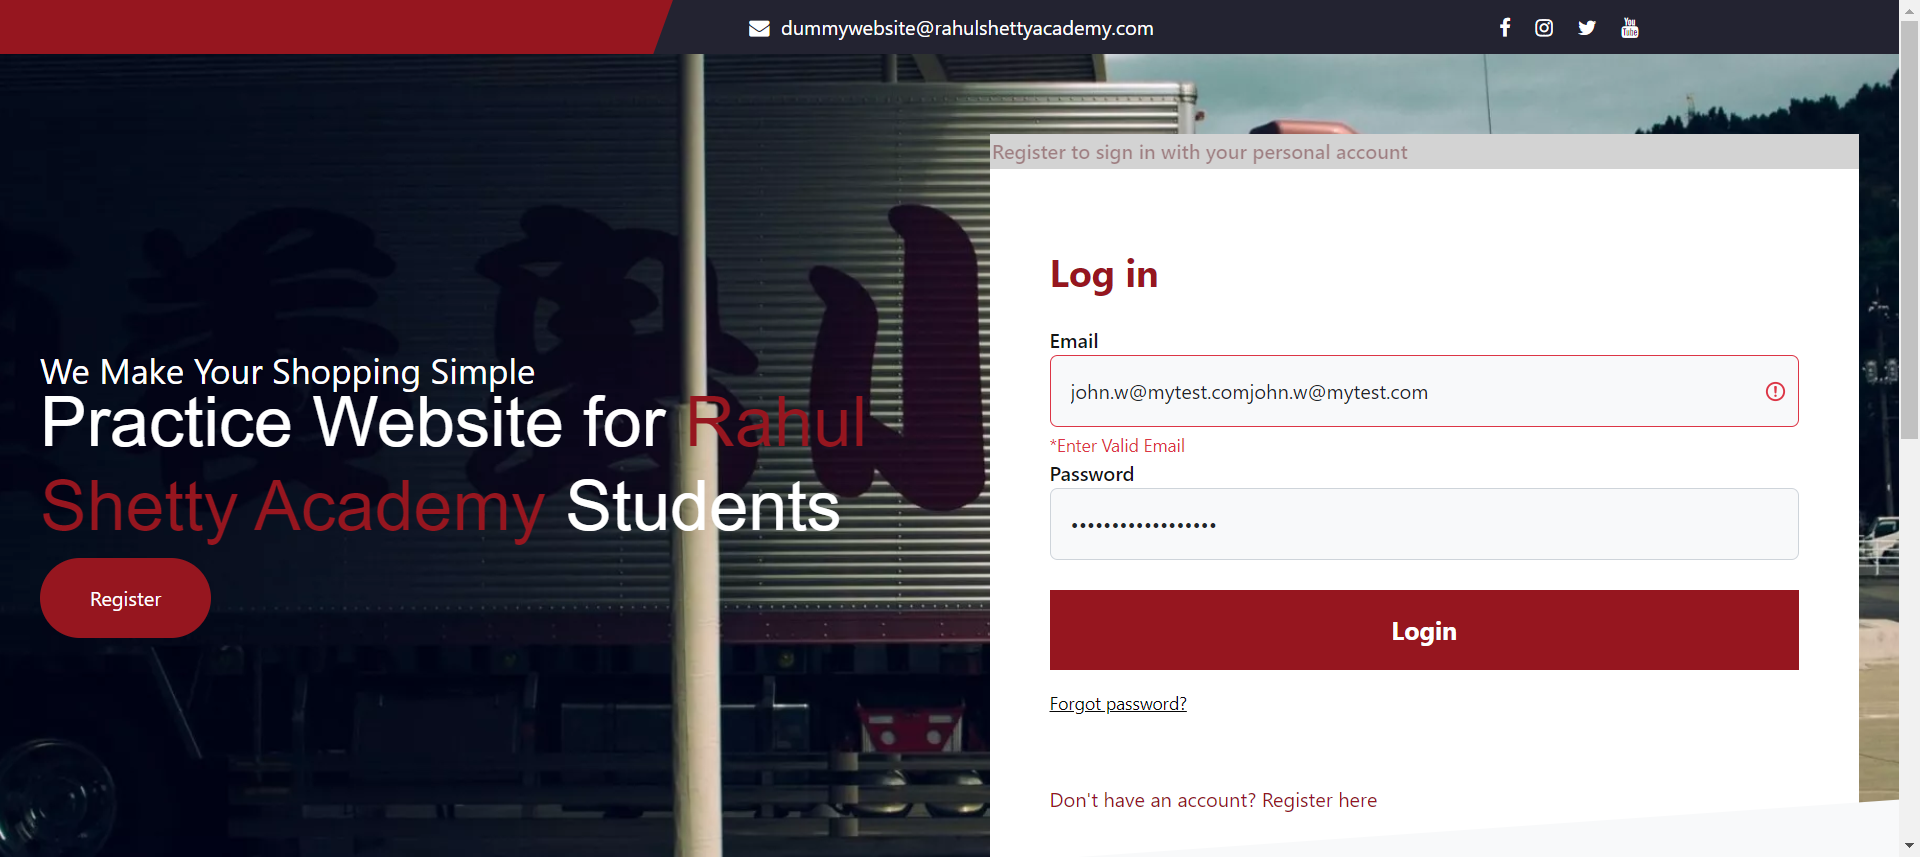 dummywebsite@rahulshettyacademy.com
Register to sign in with your personal account
We Make Your Shopping Simple
Practice Website for Rahul
Shetty Academy Students
Register
Log in
Email
john.w@mytest.comjohn.w@mytest.com
*Enter Valid Email
Password
••••••••••••••••••
Login
Forgot password?
Don't have an account? Register here